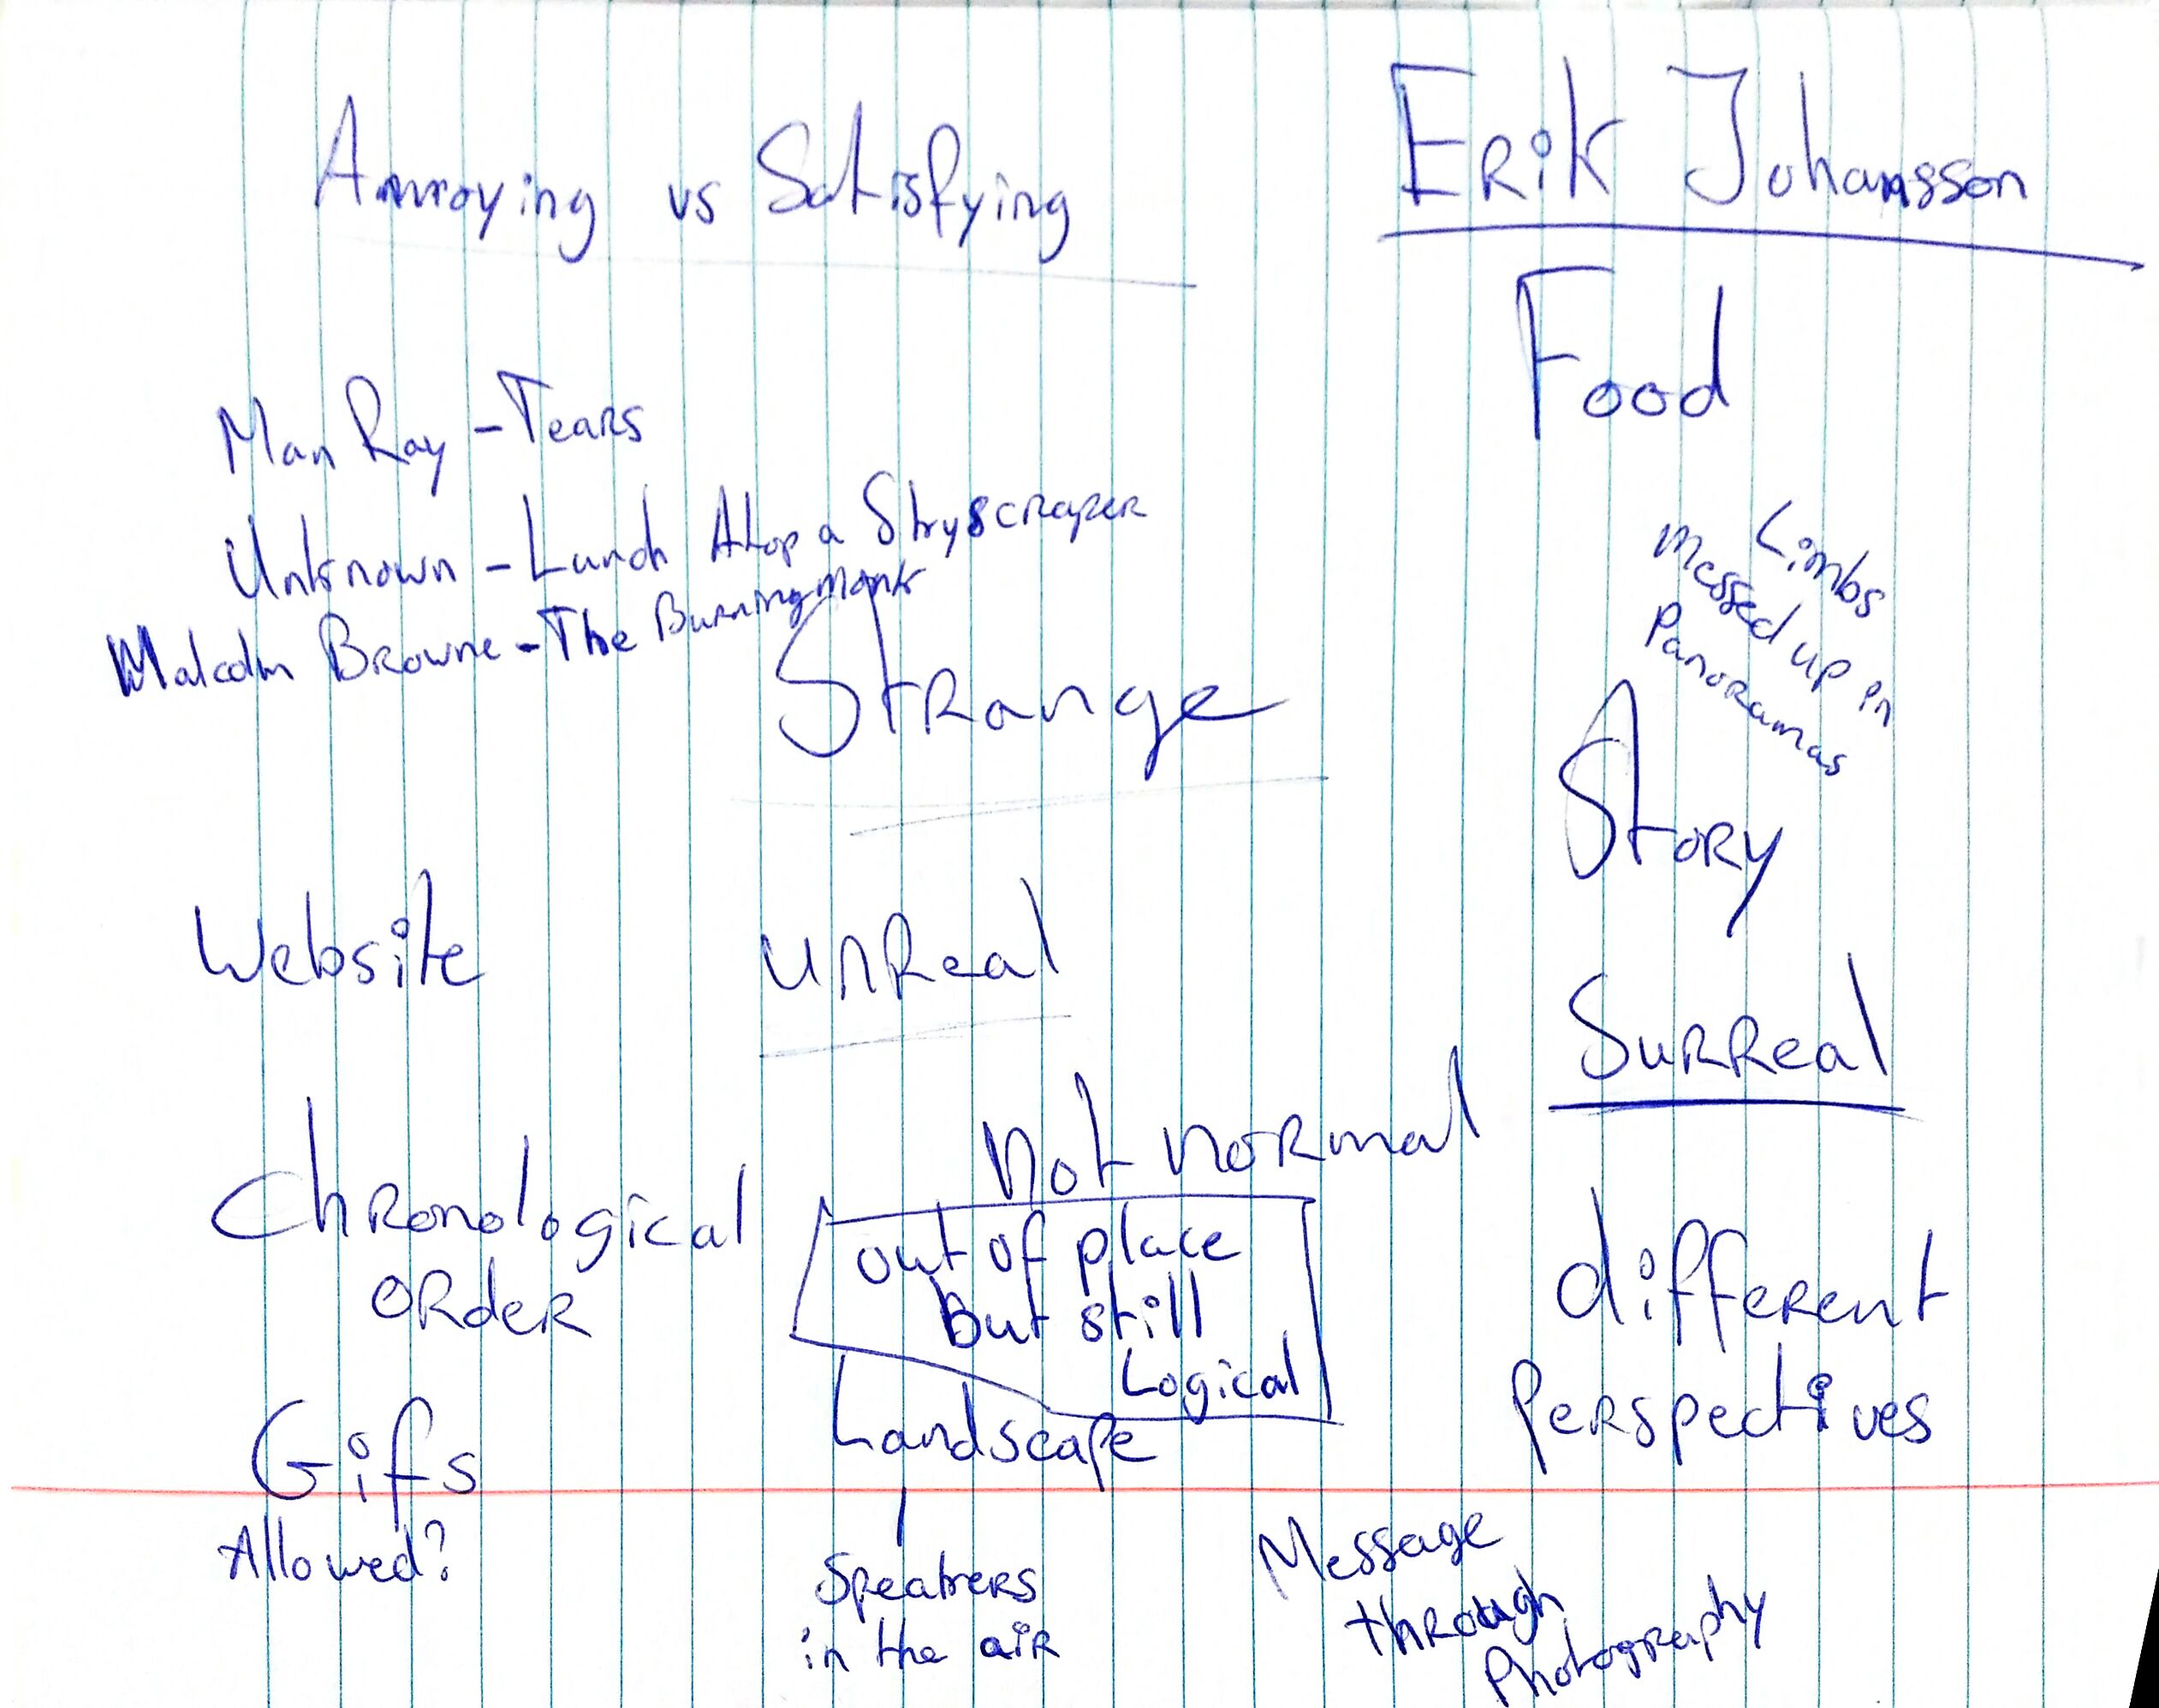 Annoying vs Satisfying
Erik Johansson
Food
Man Ray - Tears
Unknown - Lunch Atop a Skyscraper
Malcolm Browne - The Burning monk
Strange
Limbs
messed up in
Panoramas
Story
Website
unReal
Surreal
Chronological
order
not normal
out of place
But still
Logical
different
perspectives
Landscape
Gifs
Allowed?
Speakers
in the air
Message
through
Photography